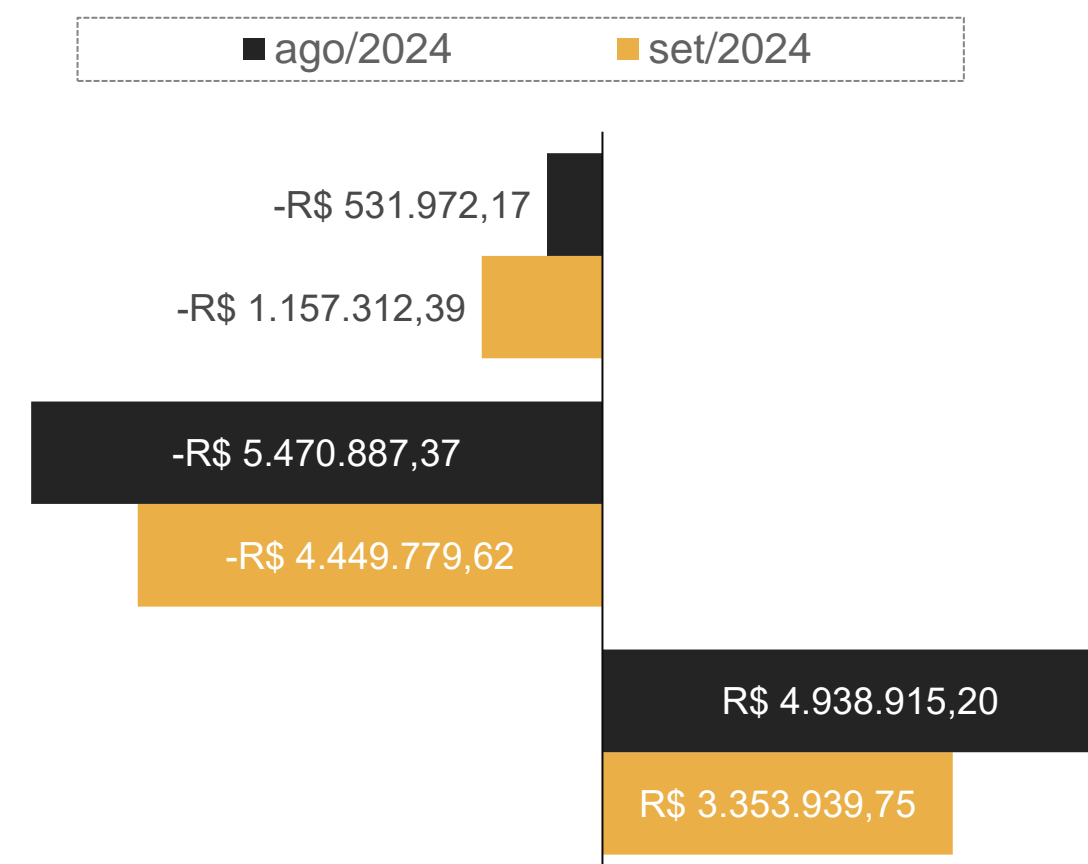 ago/2024 set/2024
-R$ 531.972,17
-R$ 1.157.312,39
-R$ 5.470.887,37
-R$ 4.449.779,62
R$ 4.938.915,20
R$ 3.353.939,75